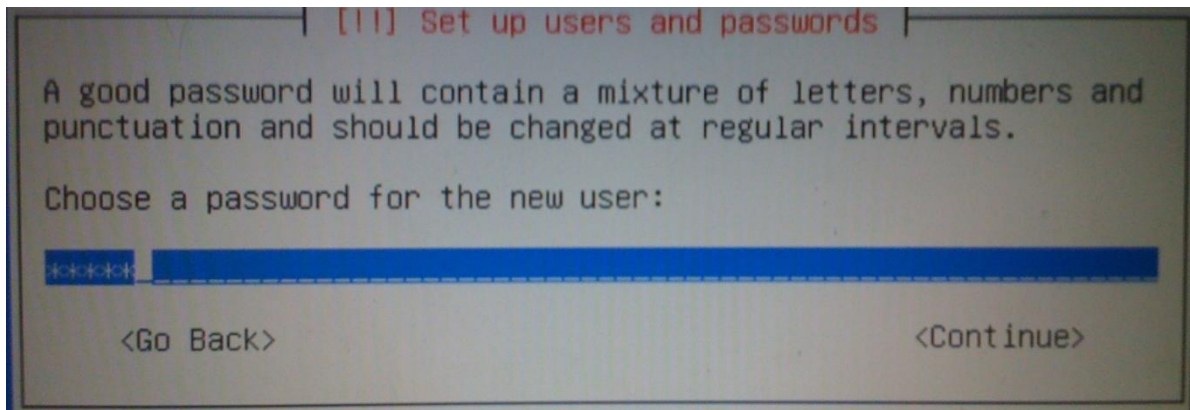 [!!] Set up users and passwords
A good password will contain a mixture of letters, numbers and
punctuation and should be changed at regular intervals.
Choose a password for the new user:
*****
<Go Back> <Continue>